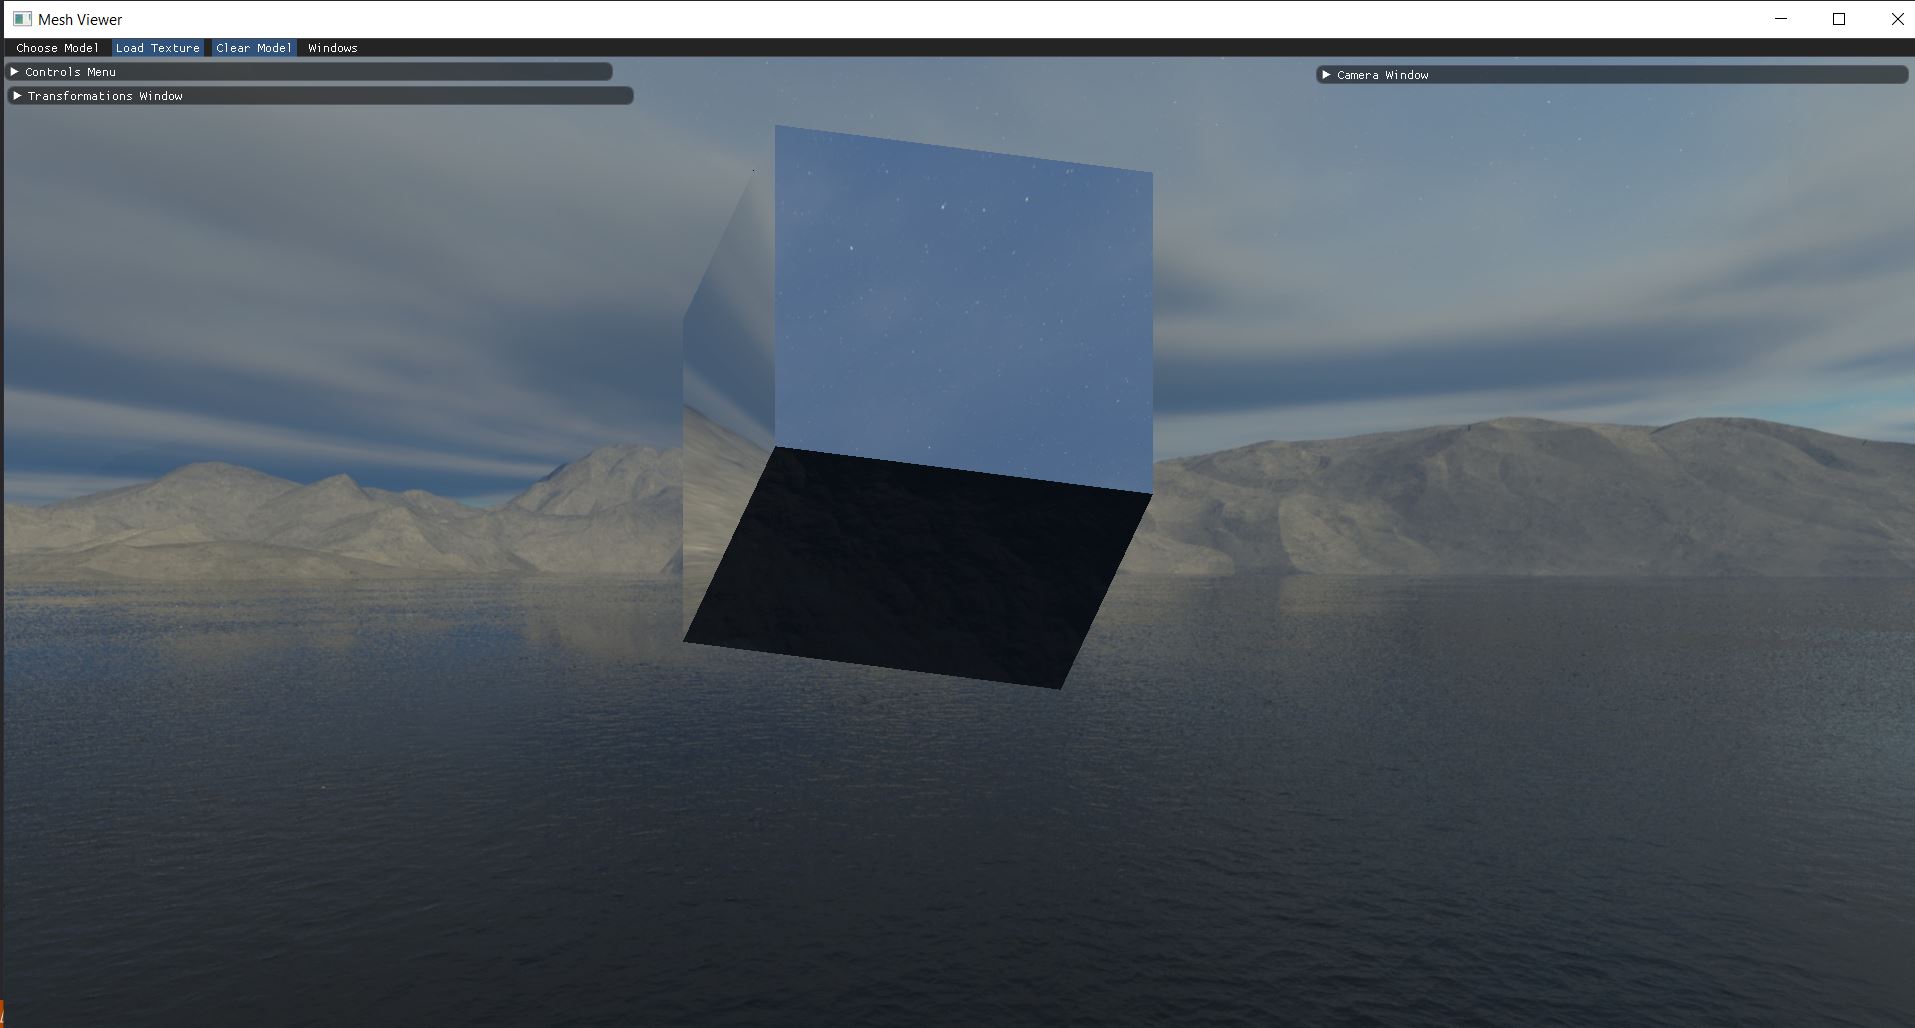 Mesh Viewer
Choose Model Load Texture Clear Model Windows
Controls Menu
Camera Window
Transformations Window